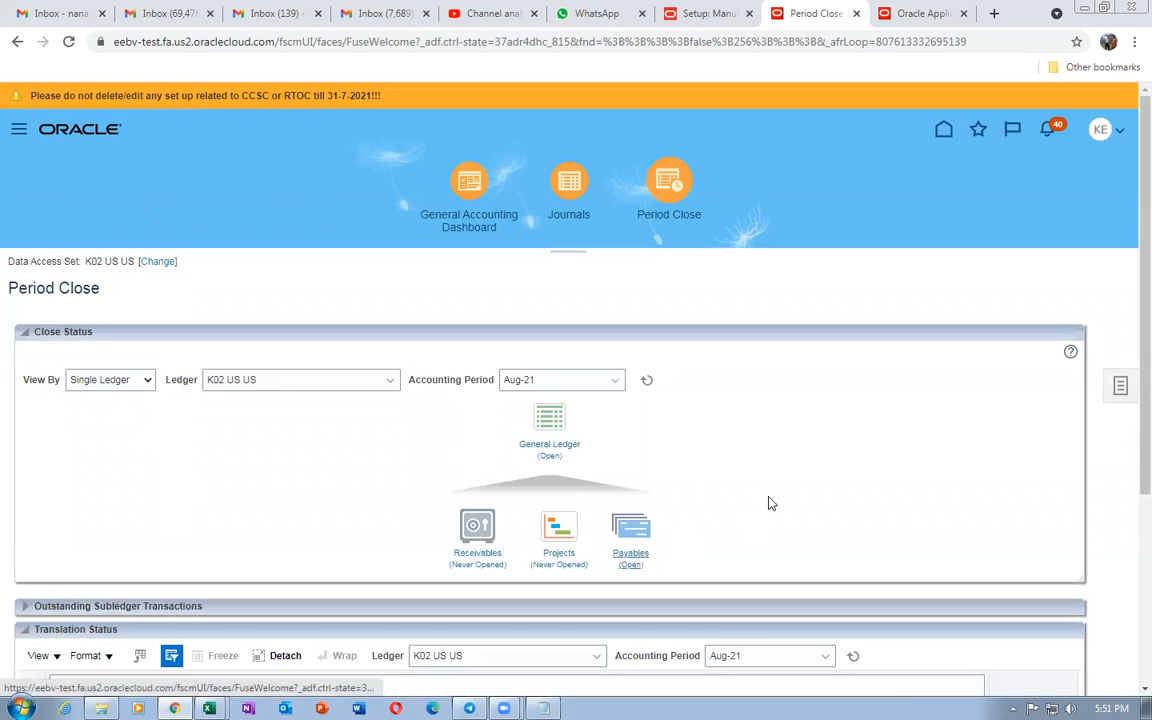 Inbox - nana
Inbox (69,476
Inbox (139) -
Inbox (7,689)
Channel anal
WhatsApp
Setup: Manu
Period Close
Oracle Applic
eebv-test.fa.us2.oraclecloud.com/fscmUI/faces/FuseWelcome?_adf.ctrl-state=37adr4dhc_815&fnd=%3B%3B%3B%3Bfalse%3B256%3B%3B%3B&_afrLoop=807613332695139
Other bookmarks
Please do not delete/edit any set up related to CCSC or RTOC till 31-7-2021!!!
ORACLE
40
KE
General Accounting
Dashboard
Journals
Period Close
Data Access Set: K02 US US [Change]
Period Close
Close Status
View By Single Ledger Ledger K02 US US Accounting Period Aug-21
General Ledger
(Open)
Receivables
(Never Opened)
Projects
(Never Opened)
Payables
(Open)
Outstanding Subledger Transactions
Translation Status
View Format Freeze Detach Wrap Ledger K02 US US Accounting Period Aug-21
https://eebv-test.fa.us2.oraclecloud.com/fscmUI/faces/FuseWelcome?_adf.ctrl-state=3...
5:51 PM